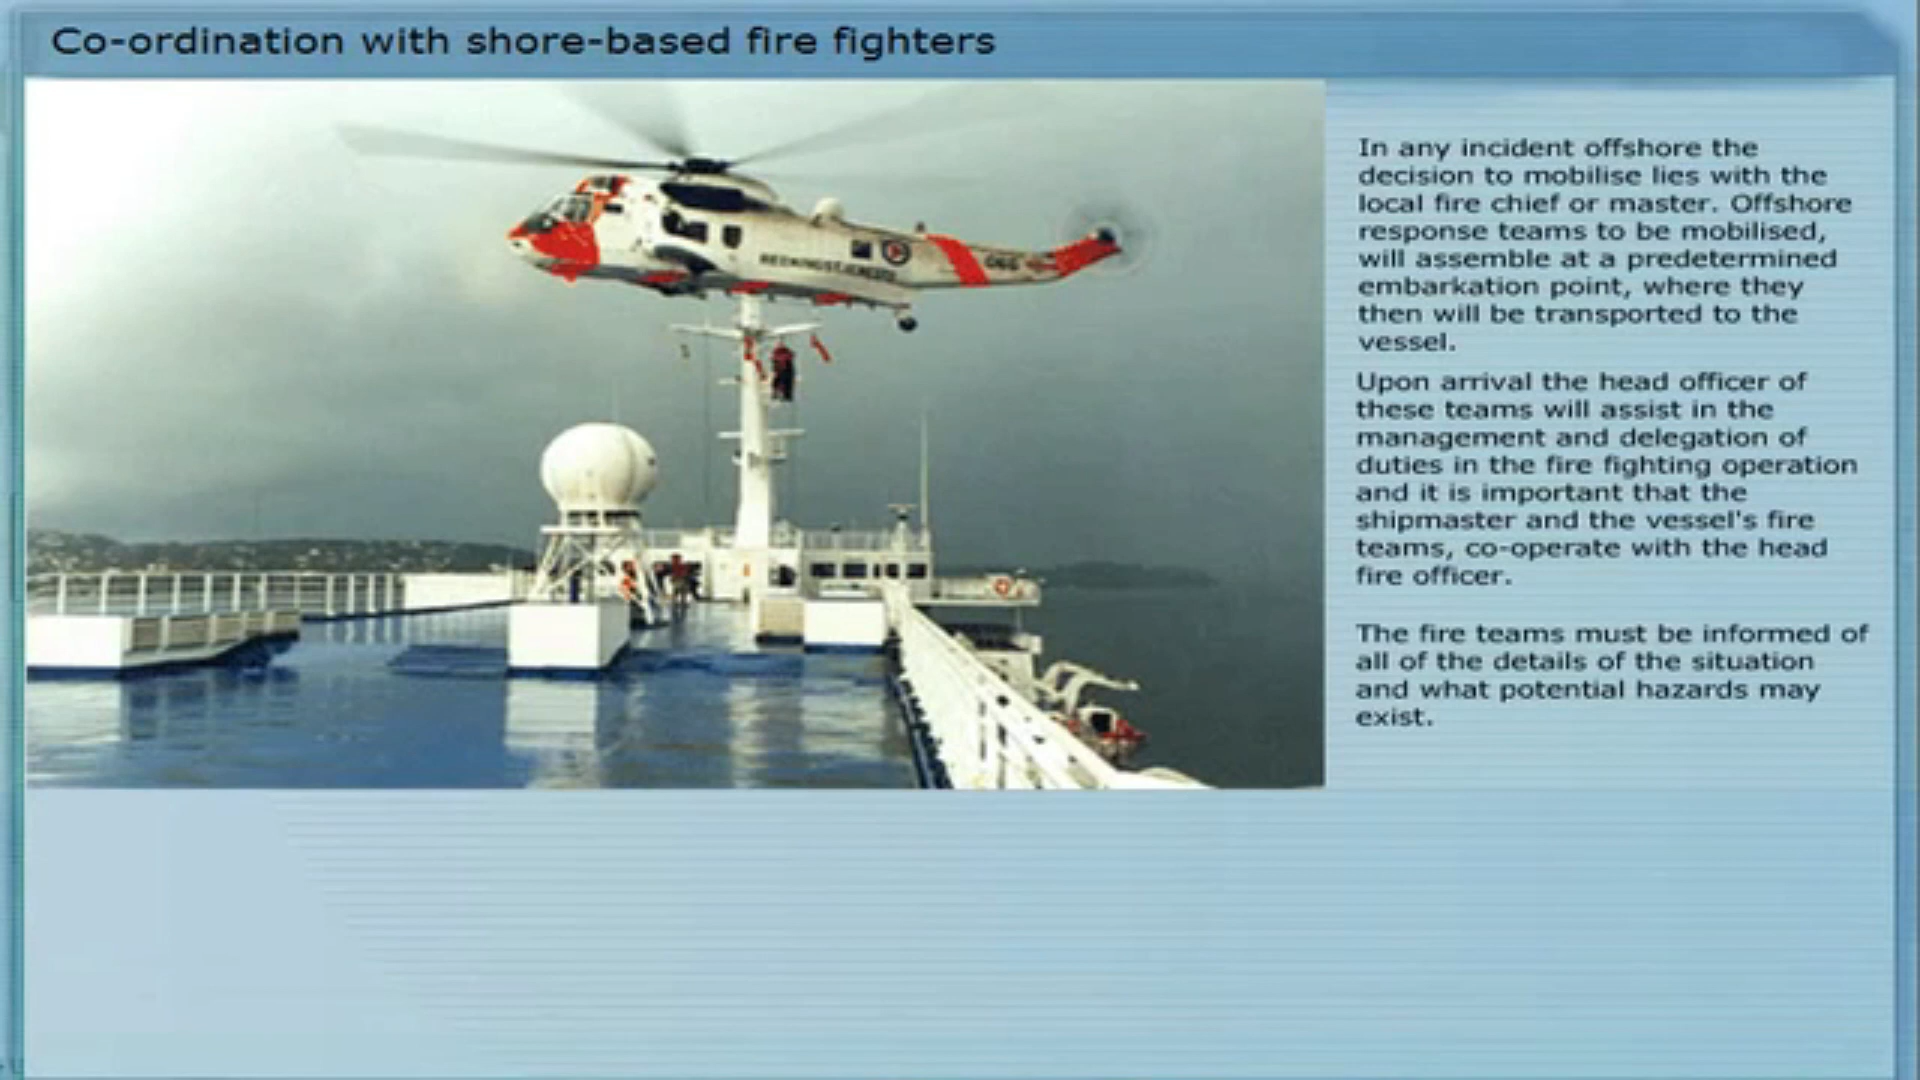 Co-ordination with shore-based fire fighters
In any incident offshore the
decision to mobilise lies with the
local fire chief or master. Offshore
response teams to be mobilised,
will assemble at a predetermined
embarkation point, where they
then will be transported to the
vessel.
Upon arrival the head officer of
these teams will assist in the
management and delegation of
duties in the fire fighting operation
and it is important that the
shipmaster and the vessel's fire
teams, co-operate with the head
fire officer.
The fire teams must be informed of
all of the details of the situation
and what potential hazards may
exist.